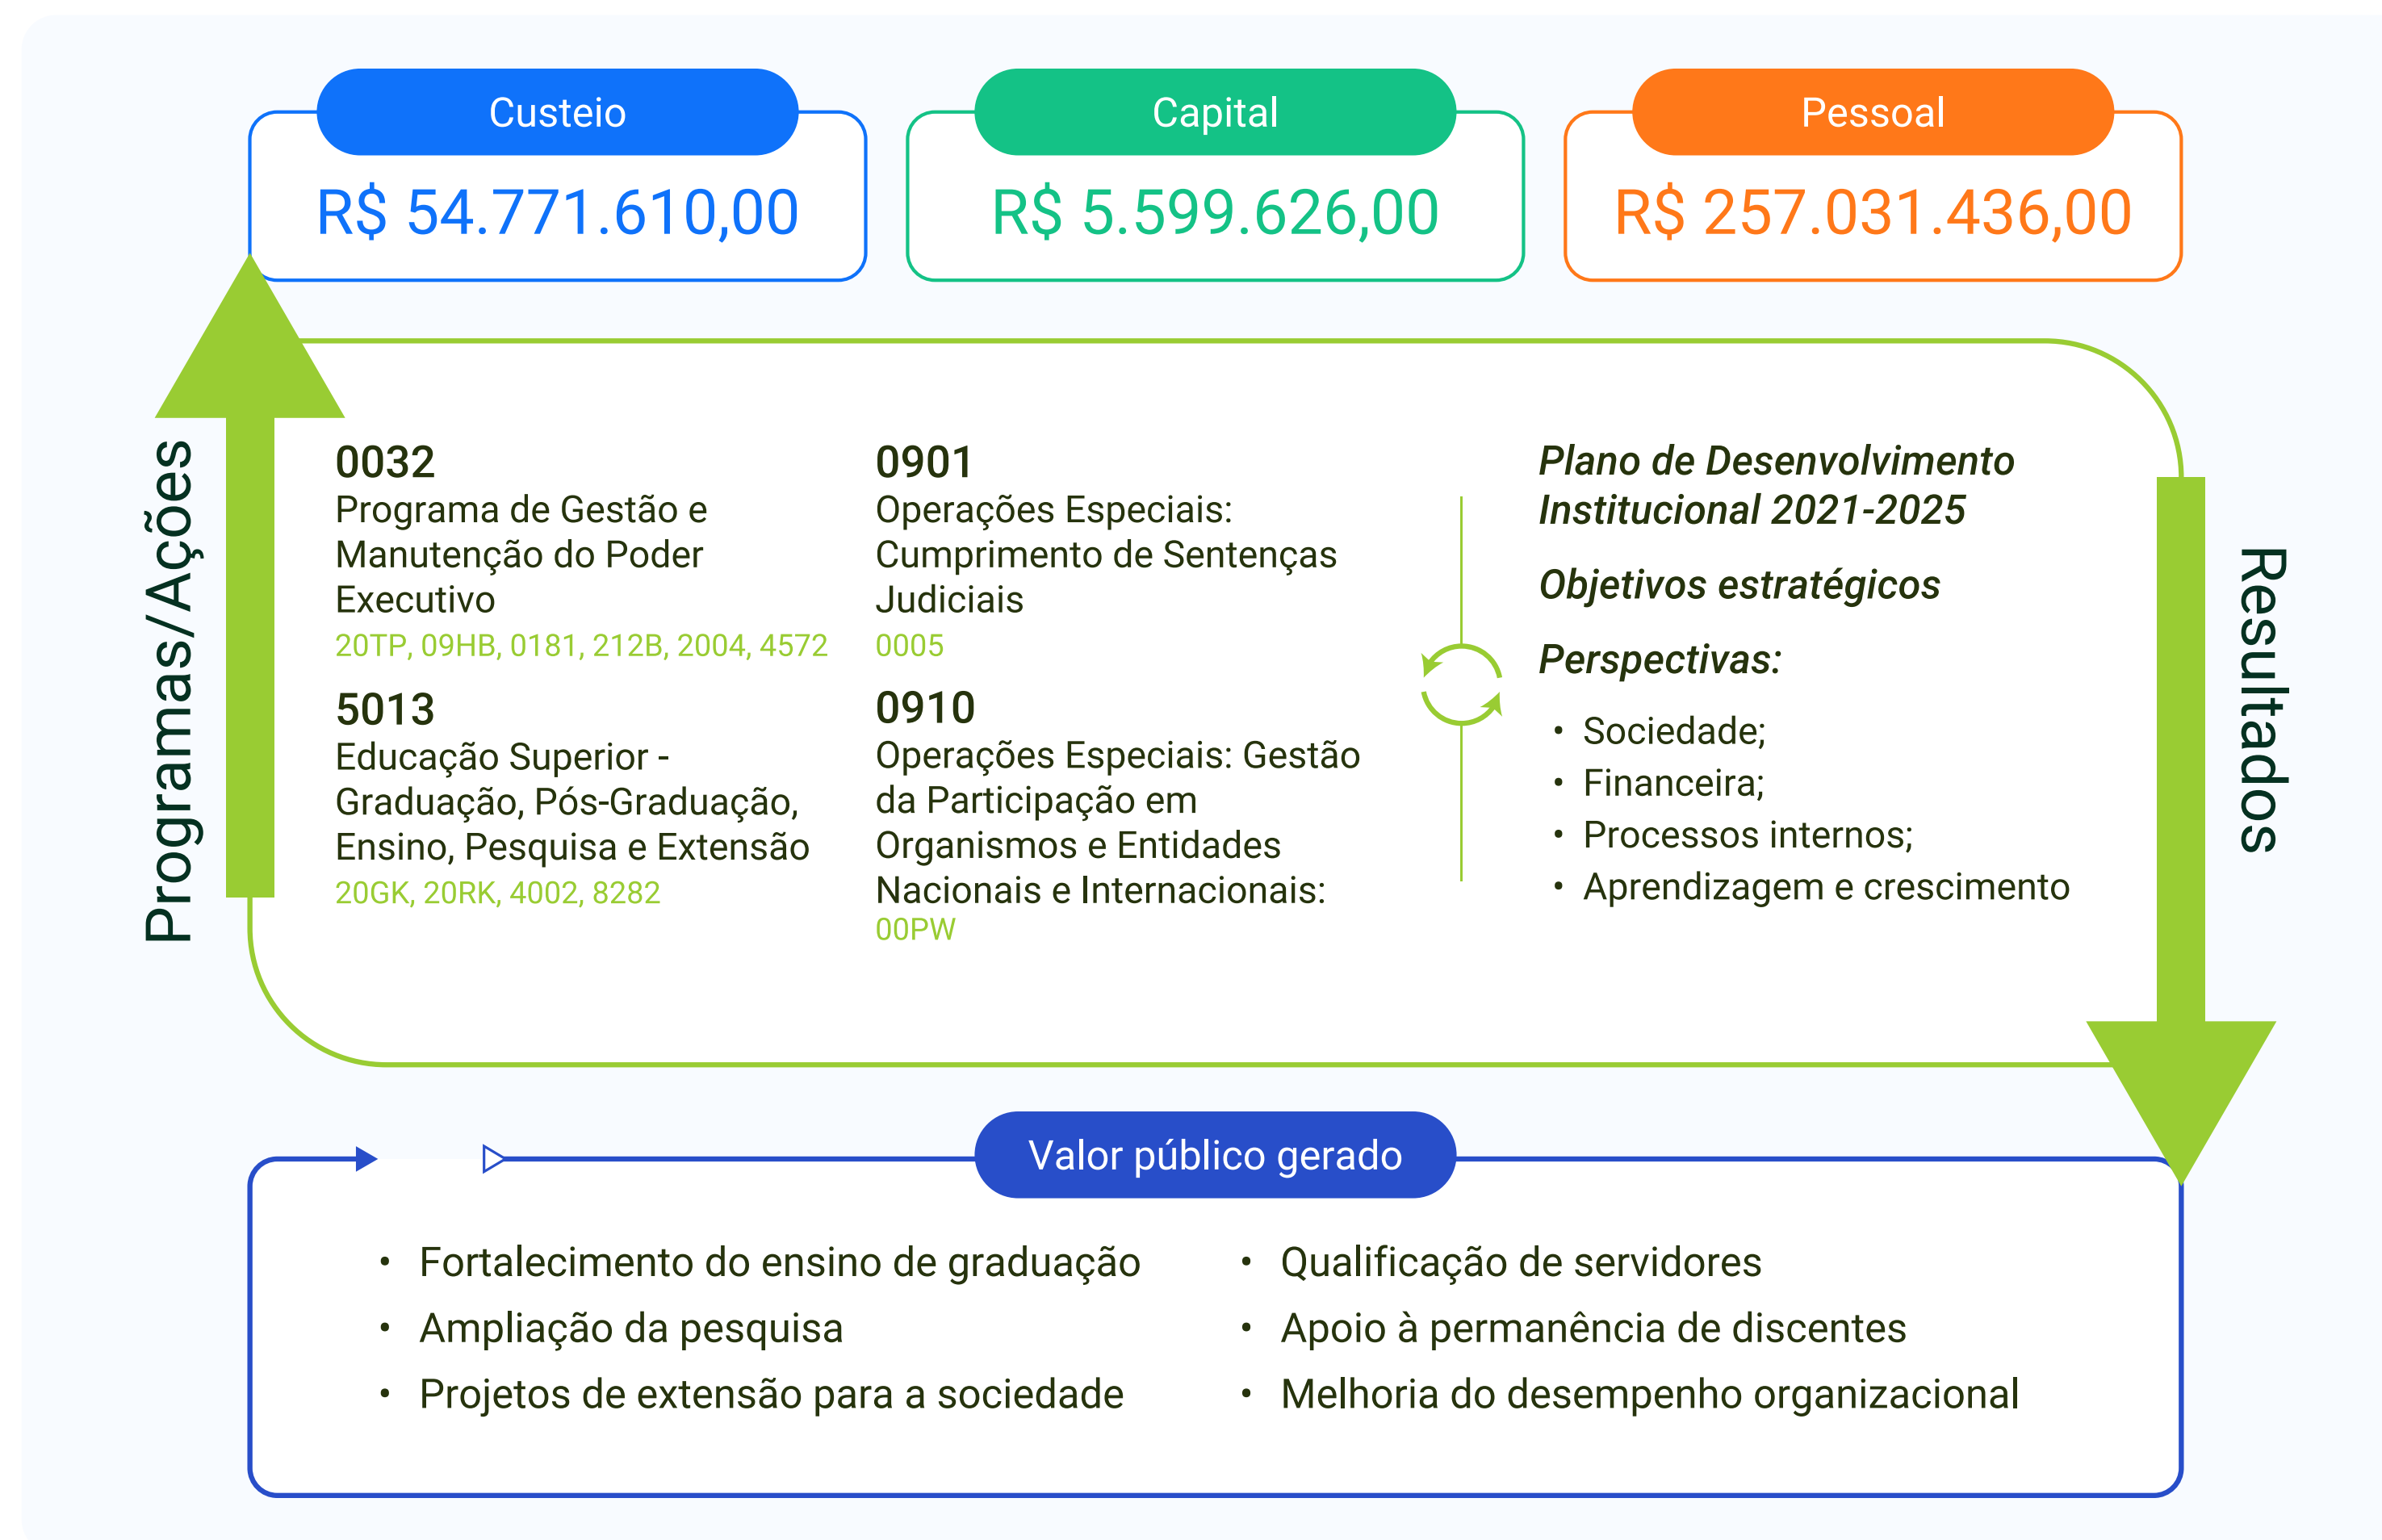 Custeio
R$ 54.771.610,00
Capital
R$ 5.599.626,00
Pessoal
R$ 257.031.436,00
Programas/Ações
0032
Programa de Gestão e
Manutenção do Poder
Executivo
20TP, 09HB, 0181, 212B, 2004, 4572
5013
Educação Superior -
Graduação, Pós-Graduação,
Ensino, Pesquisa e Extensão
20GK, 20RK, 4002, 8282
0901
Operações Especiais:
Cumprimento de Sentenças
Judiciais
0005
0910
Operações Especiais: Gestão
da Participação em
Organismos e Entidades
Nacionais e Internacionais:
00PW
Plano de Desenvolvimento
Institucional 2021-2025
Objetivos estratégicos
Perspectivas:
• Sociedade;
• Financeira;
• Processos internos;
• Aprendizagem e crescimento
Resultados
Valor público gerado
• Fortalecimento do ensino de graduação
• Ampliação da pesquisa
• Projetos de extensão para a sociedade
• Qualificação de servidores
• Apoio à permanência de discentes
• Melhoria do desempenho organizacional